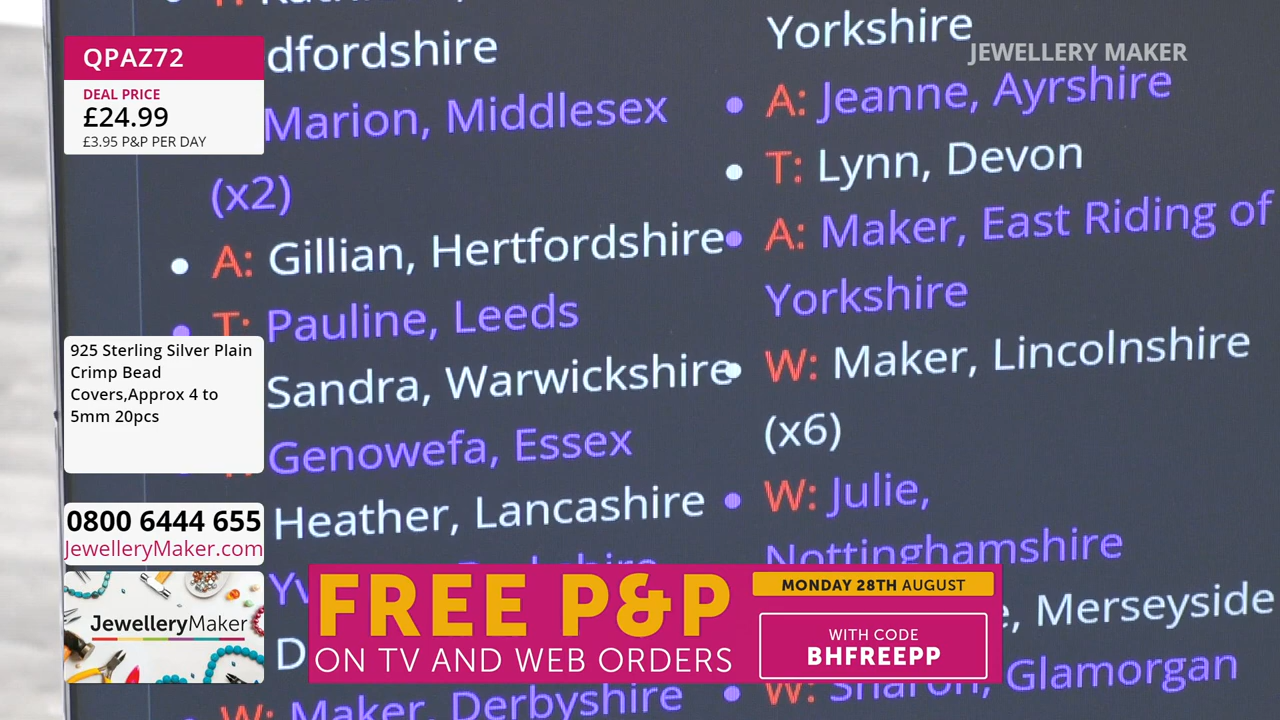 QPAZ72
DEAL PRICE
£24.99
£3.95 P&P PER DAY
dfordshire
Marion, Middlesex
(x2)
A: Gillian, Hertfordshire
T: Pauline, Leeds
Sandra, Warwickshire
Genowefa, Essex
Heather, Lancashire
W: Maker, Derbyshire
Yorkshire
JEWELLERY MAKER
A: Jeanne, Ayrshire
T: Lynn, Devon
A: Maker, East Riding of
Yorkshire
W: Maker, Lincolnshire
(x6)
W: Julie,
Nottinghamshire
, Merseyside
W: Sharon, Glamorgan
925 Sterling Silver Plain
Crimp Bead
Covers,Approx 4 to
5mm 20pcs
0800 6444 655
JewelleryMaker.com
JewelleryMaker
FREE P&P
ON TV AND WEB ORDERS
MONDAY 28TH AUGUST
WITH CODE
BHFREEPP